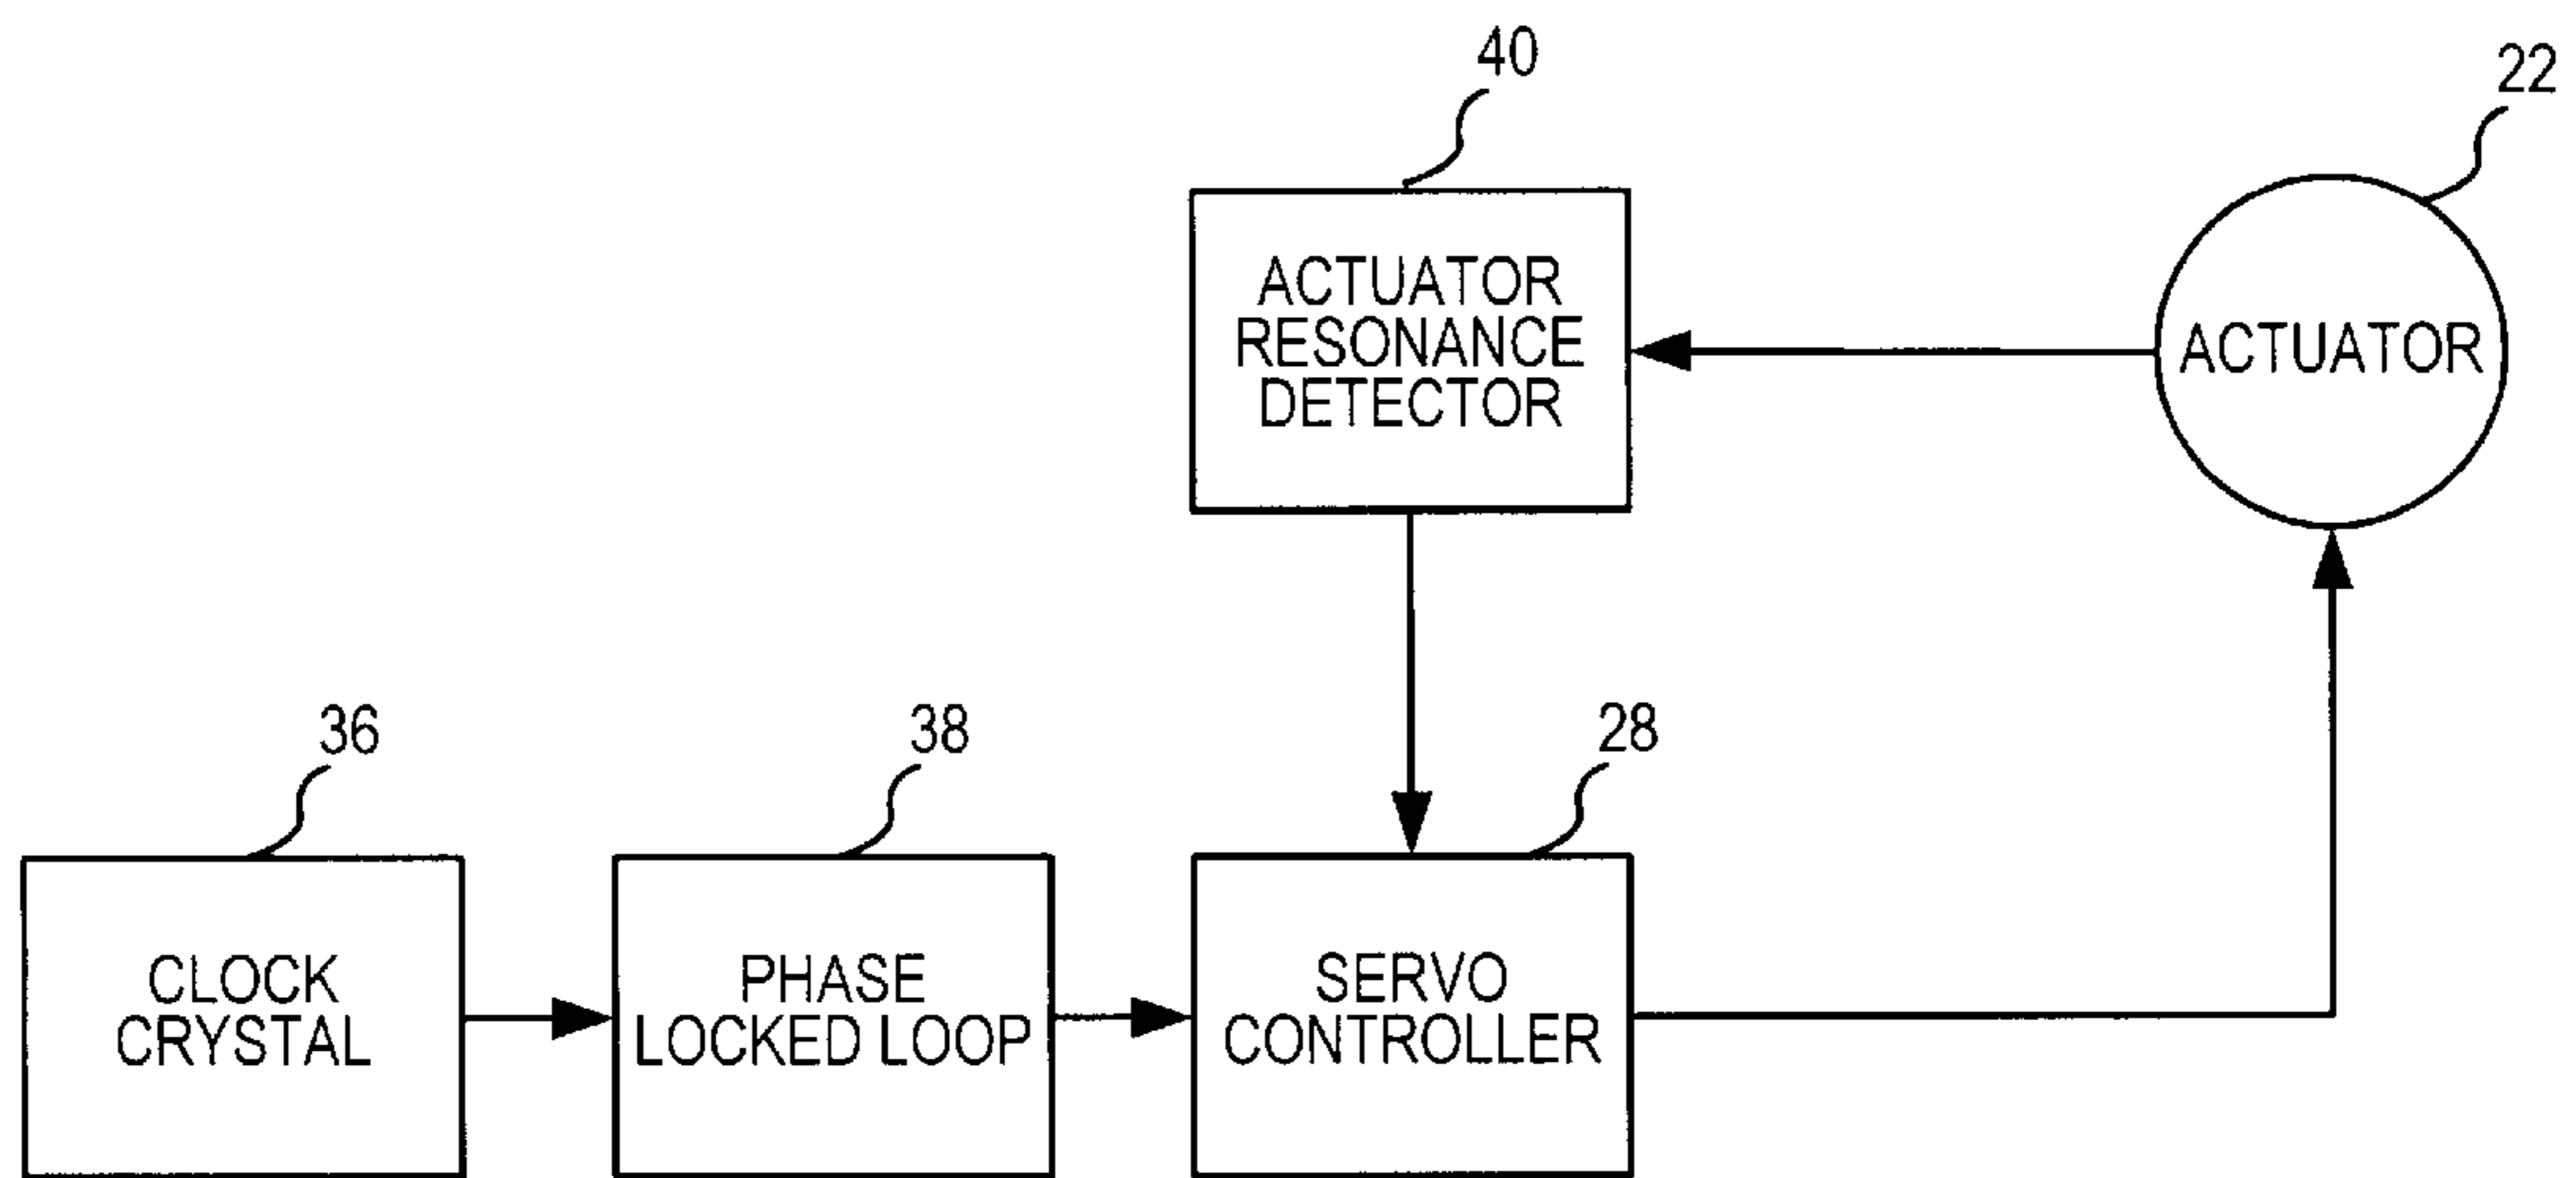 40
22
ACTUATOR
RESONANCE
DETECTOR
ACTUATOR
36
38
28
CLOCK
CRYSTAL
PHASE
LOCKED LOOP
SERVO
CONTROLLER